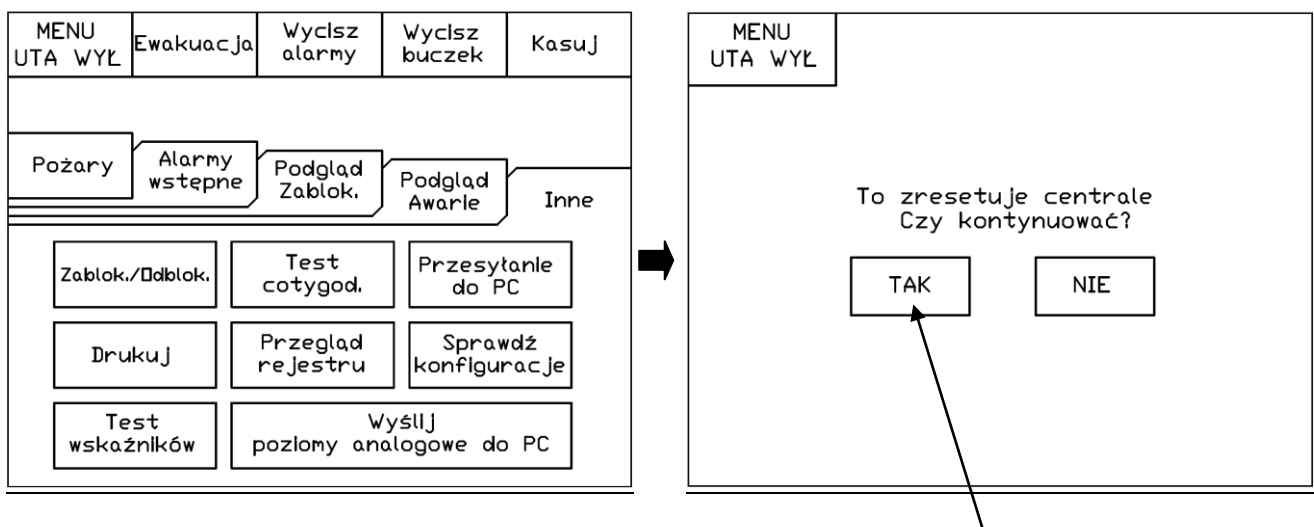 MENU
UTA WYŁ
Ewakuacja
Wycisz
alarmy
Wycisz
buczek
Kasuj
Pożary
Alarmy
wstępne
Podgląd
Zablok.
Podgląd
Awarie
Inne
Zablok./Odblok.
Test
cotygod.
Przesyłanie
do PC
Drukuj
Przegląd
rejestru
Sprawdź
konfiguracje
Test
wskaźników
Wyślij
poziomy analogowe do PC
MENU
UTA WYŁ
To zresetuje centrale
Czy kontynuować?
TAK
NIE